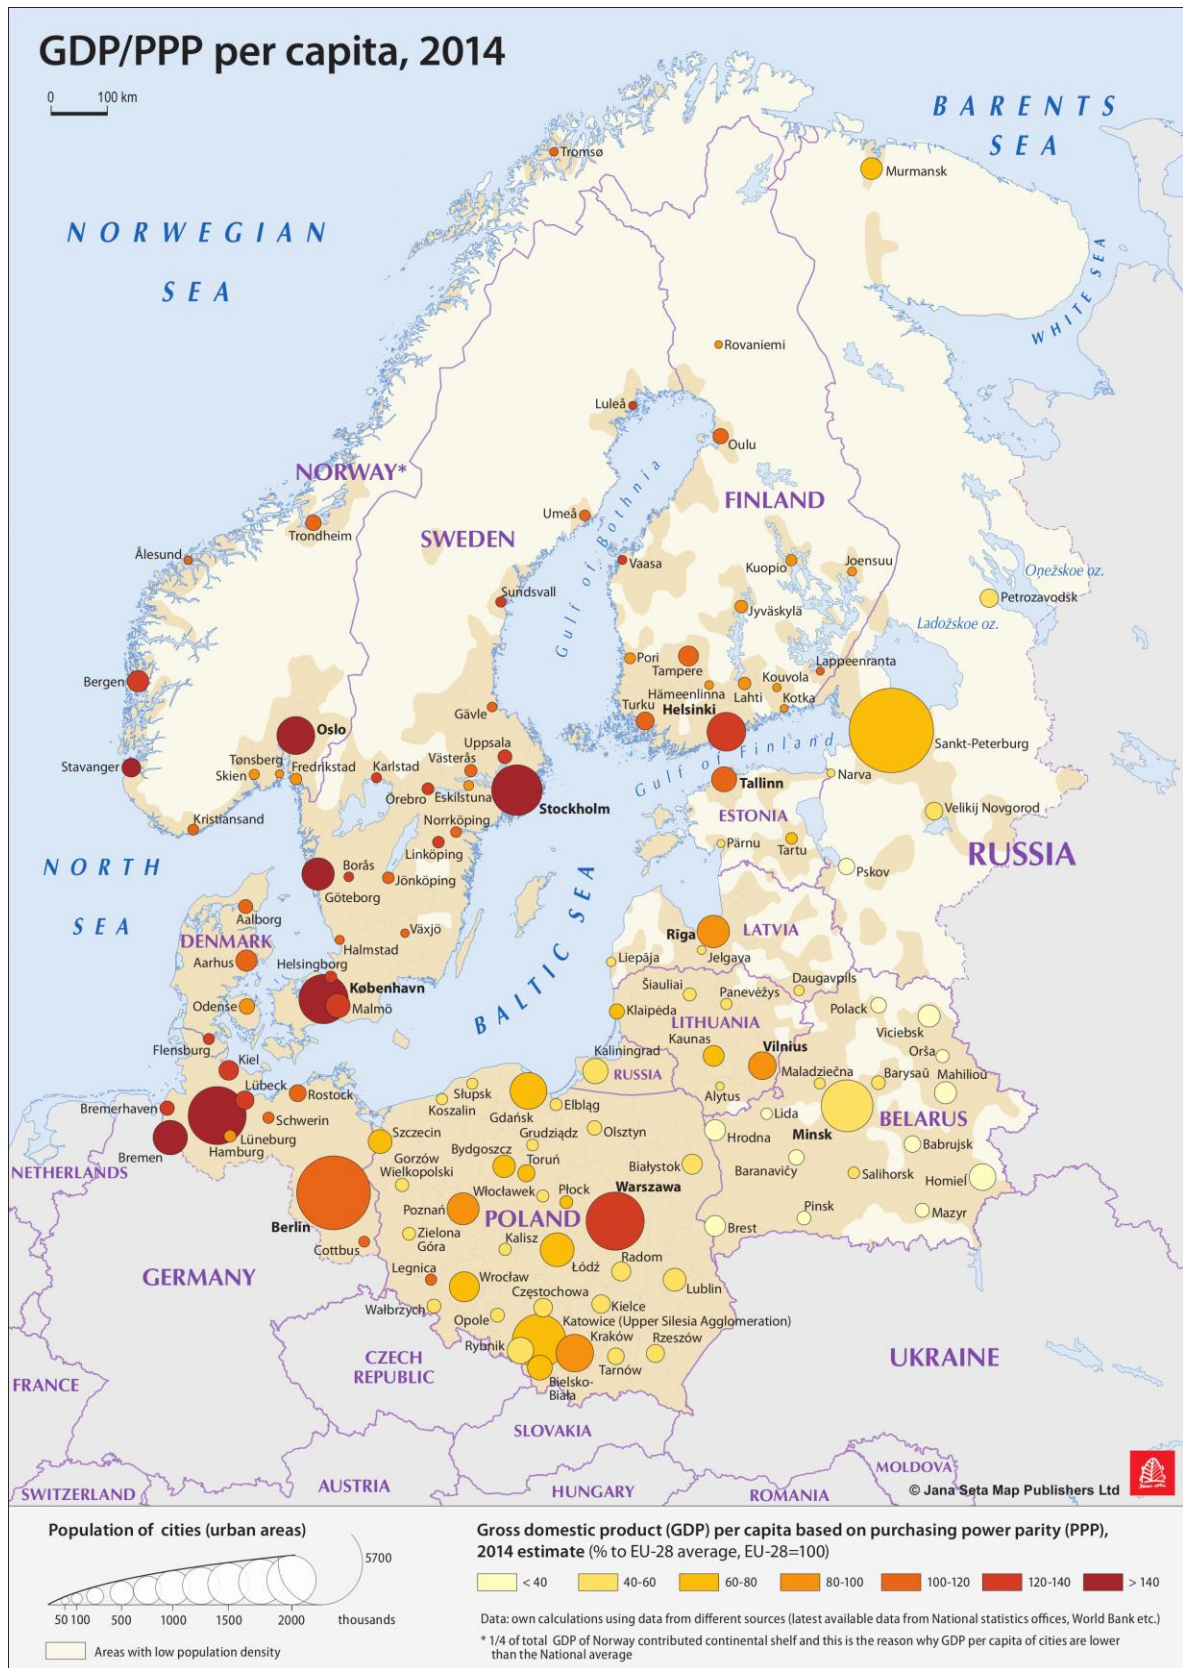 GDP/PPP per capita, 2014
0 100 km
BARENTS
SEA
Tromsø
Murmansk
NORWEGIAN
SEA
WHITE SEA
Rovaniemi
Luleå
Oulu
NORWAY*
FINLAND
Umeå
Trondheim
SWEDEN
Gulf of Bothnia
Ålesund
Vaasa
Kuopio
Joensuu
Onežskoe oz.
Sundsvall
Petrozavodsk
Jyväskylä
Ladožskoe oz.
Pori
Tampere
Lappeenranta
Bergen
Hämeenlinna
Lahti
Kouvola
Kotka
Gävle
Turku
Helsinki
Oslo
Gulf of Finland
Sankt-Peterburg
Uppsala
Västerås
Stavanger
Tønsberg
Skien
Fredrikstad
Karlstad
Örebro
Eskilstuna
Stockholm
Tallinn
Narva
Kristiansand
Norrköping
ESTONIA
Velikij Novgorod
Linköping
Pärnu
Tartu
RUSSIA
NORTH
SEA
Borås
Göteborg
Jönköping
Pskov
Aalborg
DENMARK
Växjö
Halmstad
Rīga
LATVIA
Aarhus
Helsingborg
BALTIC SEA
Liepāja
Jelgava
København
Šiauliai
Panevėžys
Daugavpils
Odense
Malmö
Klaipėda
LITHUANIA
Polack
Viciebsk
Flensburg
Kaunas
Vilnius
Orša
Kiel
Kaliningrad
RUSSIA
Maladziečna
Barysaŭ
Mahilioŭ
Lübeck
Rostock
Słupsk
Koszalin
Gdańsk
Elbląg
Alytus
Bremerhaven
Schwerin
Lida
BELARUS
Lüneburg
Hamburg
Bremen
Szczecin
Grudziądz
Olsztyn
Hrodna
Minsk
Babrujsk
NETHERLANDS
Gorzów
Wielkopolski
Bydgoszcz
Toruń
Białystok
Baranavičy
Salihorsk
Homieĺ
Włocławek
Płock
Warszawa
Poznań
POLAND
Pinsk
Mazyr
Berlin
Brest
Cottbus
Zielona
Góra
Kalisz
Łódź
Radom
GERMANY
Legnica
Wrocław
Lublin
Częstochowa
Wałbrzych
Opole
Kielce
Katowice (Upper Silesia Agglomeration)
Rybnik
Kraków
Rzeszów
Tarnów
CZECH
REPUBLIC
UKRAINE
FRANCE
Bielsko-
Biała
SLOVAKIA
MOLDOVA
SWITZERLAND
AUSTRIA
HUNGARY
ROMANIA
© Jana Seta Map Publishers Ltd
Population of cities (urban areas)
5700
50 100 500 1000 1500 2000 thousands
Areas with low population density
Gross domestic product (GDP) per capita based on purchasing power parity (PPP),
2014 estimate (% to EU-28 average, EU-28=100)
< 40 40-60 60-80 80-100 100-120 120-140 > 140
Data: own calculations using data from different sources (latest available data from National statistics offices, World Bank etc.)
* 1/4 of total GDP of Norway contributed continental shelf and this is the reason why GDP per capita of cities are lower
than the National average